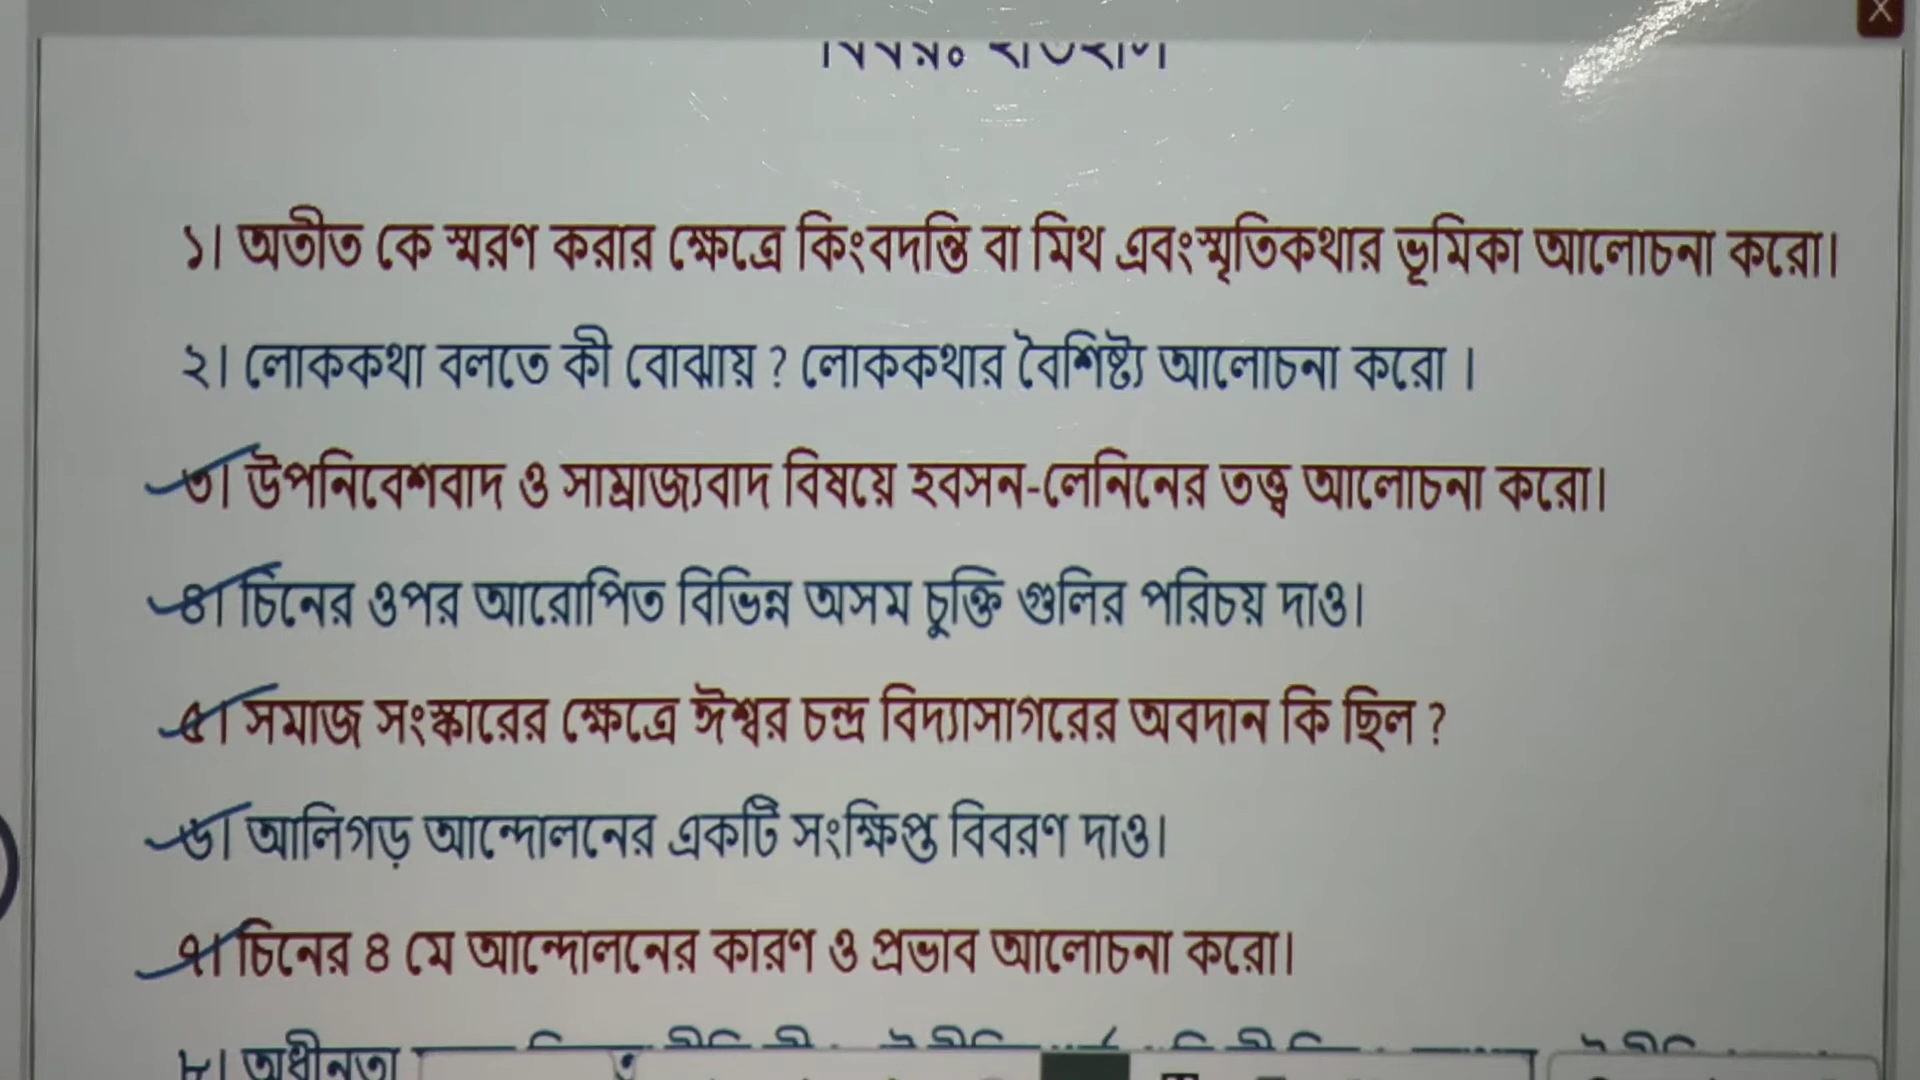 বিষয়ঃ ইতিহাস
১। অতীত কে স্মরণ করার ক্ষেত্রে কিংবদন্তি বা মিথ এবংস্মৃতিকথার ভূমিকা আলোচনা করো।
২। লোককথা বলতে কী বোঝায় ? লোককথার বৈশিষ্ট্য আলোচনা করো ।
৩। উপনিবেশবাদ ও সাম্রাজ্যবাদ বিষয়ে হবসন-লেনিনের তত্ত্ব আলোচনা করো।
৪। চিনের ওপর আরোপিত বিভিন্ন অসম চুক্তি গুলির পরিচয় দাও।
৫। সমাজ সংস্কারের ক্ষেত্রে ঈশ্বর চন্দ্র বিদ্যাসাগরের অবদান কি ছিল ?
৬। আলিগড় আন্দোলনের একটি সংক্ষিপ্ত বিবরণ দাও।
৭। চিনের ৪ মে আন্দোলনের কারণ ও প্রভাব আলোচনা করো।
৮। অধীনতা